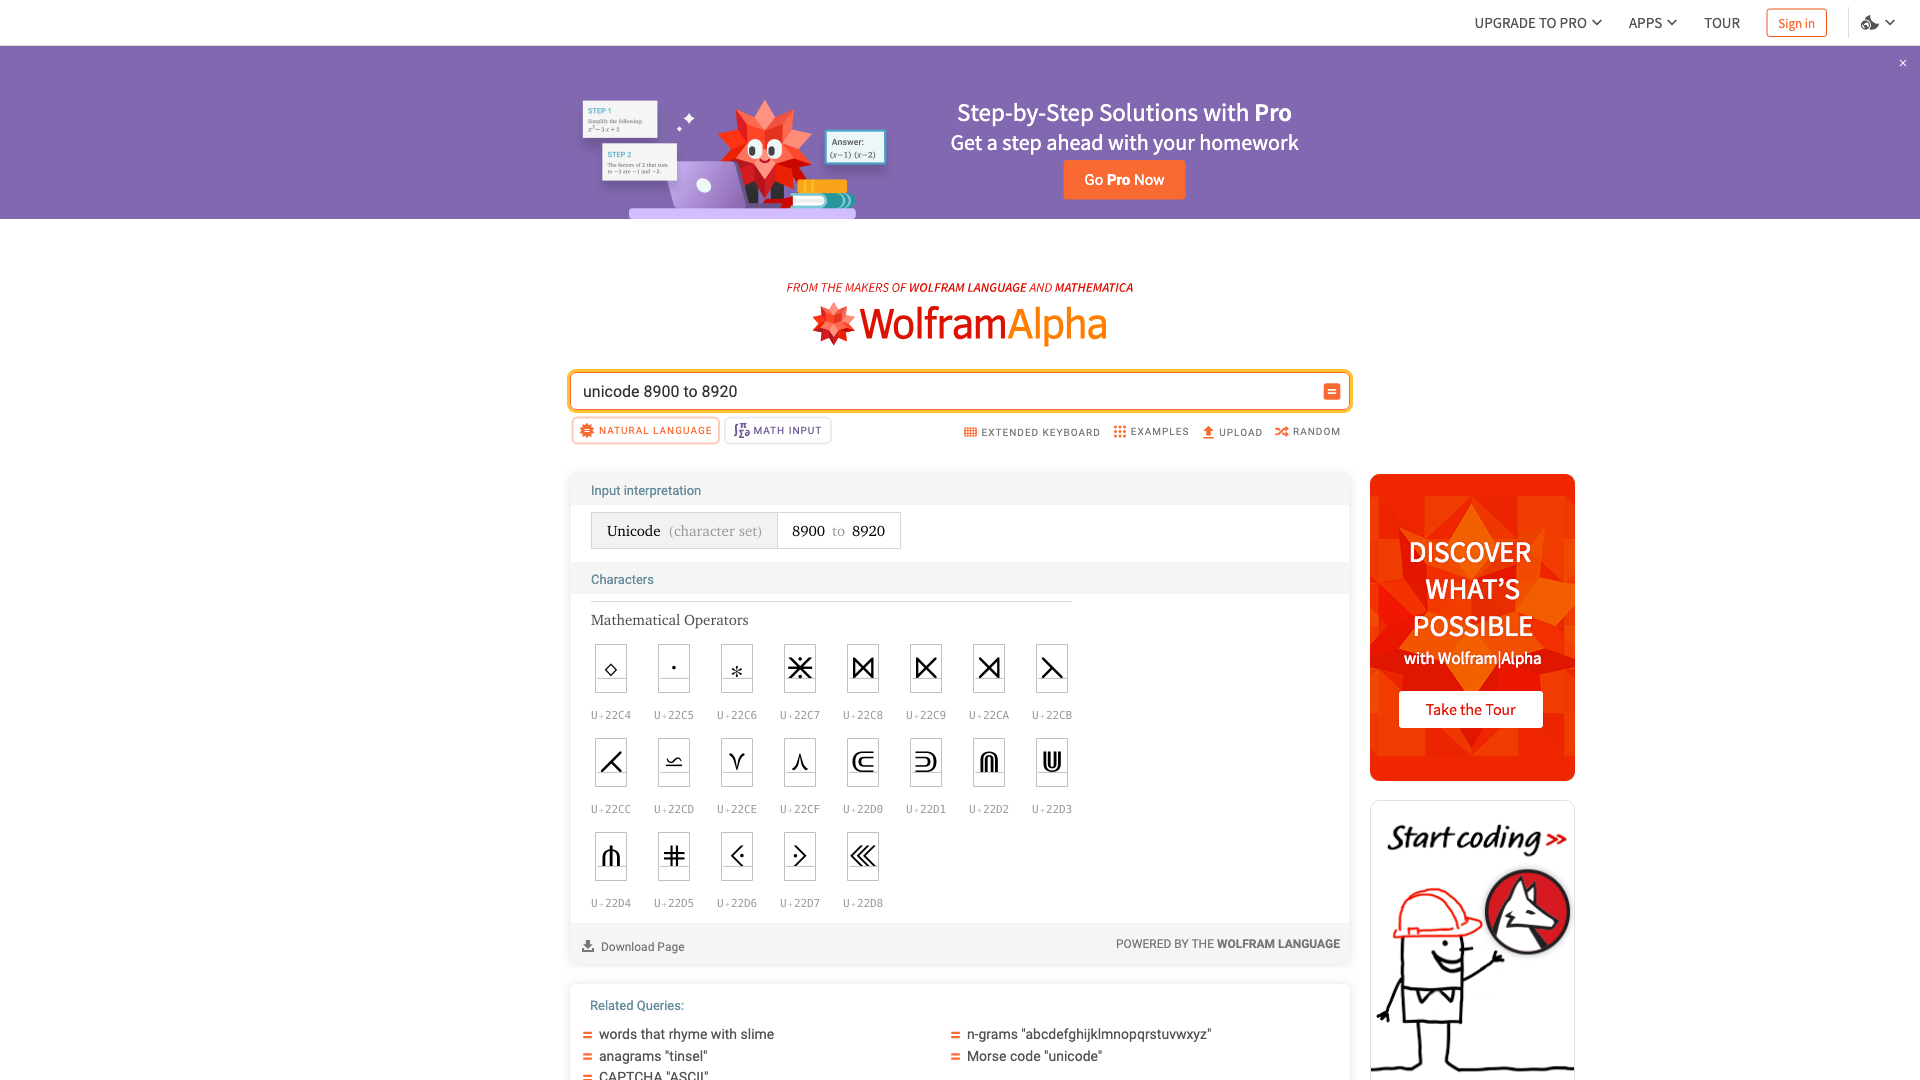 UPGRADE TO PRO
APPS
TOUR
Sign in
×
STEP 1
Simplify the following:
x² − 3 x + 2
STEP 2
The factors of 2 that sum
to −3 are −1 and −2.
Answer:
(x−1) (x−2)
Step-by-Step Solutions with Pro
Get a step ahead with your homework
Go Pro Now
FROM THE MAKERS OF WOLFRAM LANGUAGE AND MATHEMATICA
WolframAlpha
unicode 8900 to 8920
NATURAL LANGUAGE
MATH INPUT
EXTENDED KEYBOARD
EXAMPLES
UPLOAD
RANDOM
Input interpretation
Unicode (character set) 8900 to 8920
Characters
Mathematical Operators
⋄ ⋅ ⋆ ⋇ ⋈ ⋉ ⋊ ⋋
U+22C4 U+22C5 U+22C6 U+22C7 U+22C8 U+22C9 U+22CA U+22CB
⋌ ⋍ ⋎ ⋏ ⋐ ⋑ ⋒ ⋓
U+22CC U+22CD U+22CE U+22CF U+22D0 U+22D1 U+22D2 U+22D3
⋔ ⋕ ⋖ ⋗ ⋘
U+22D4 U+22D5 U+22D6 U+22D7 U+22D8
Download Page
POWERED BY THE WOLFRAM LANGUAGE
Related Queries:
= words that rhyme with slime
= n-grams "abcdefghijklmnopqrstuvwxyz"
= anagrams "tinsel"
= Morse code "unicode"
= CAPTCHA "ASCII"
DISCOVER
WHAT'S
POSSIBLE
with Wolfram|Alpha
Take the Tour
Start coding »